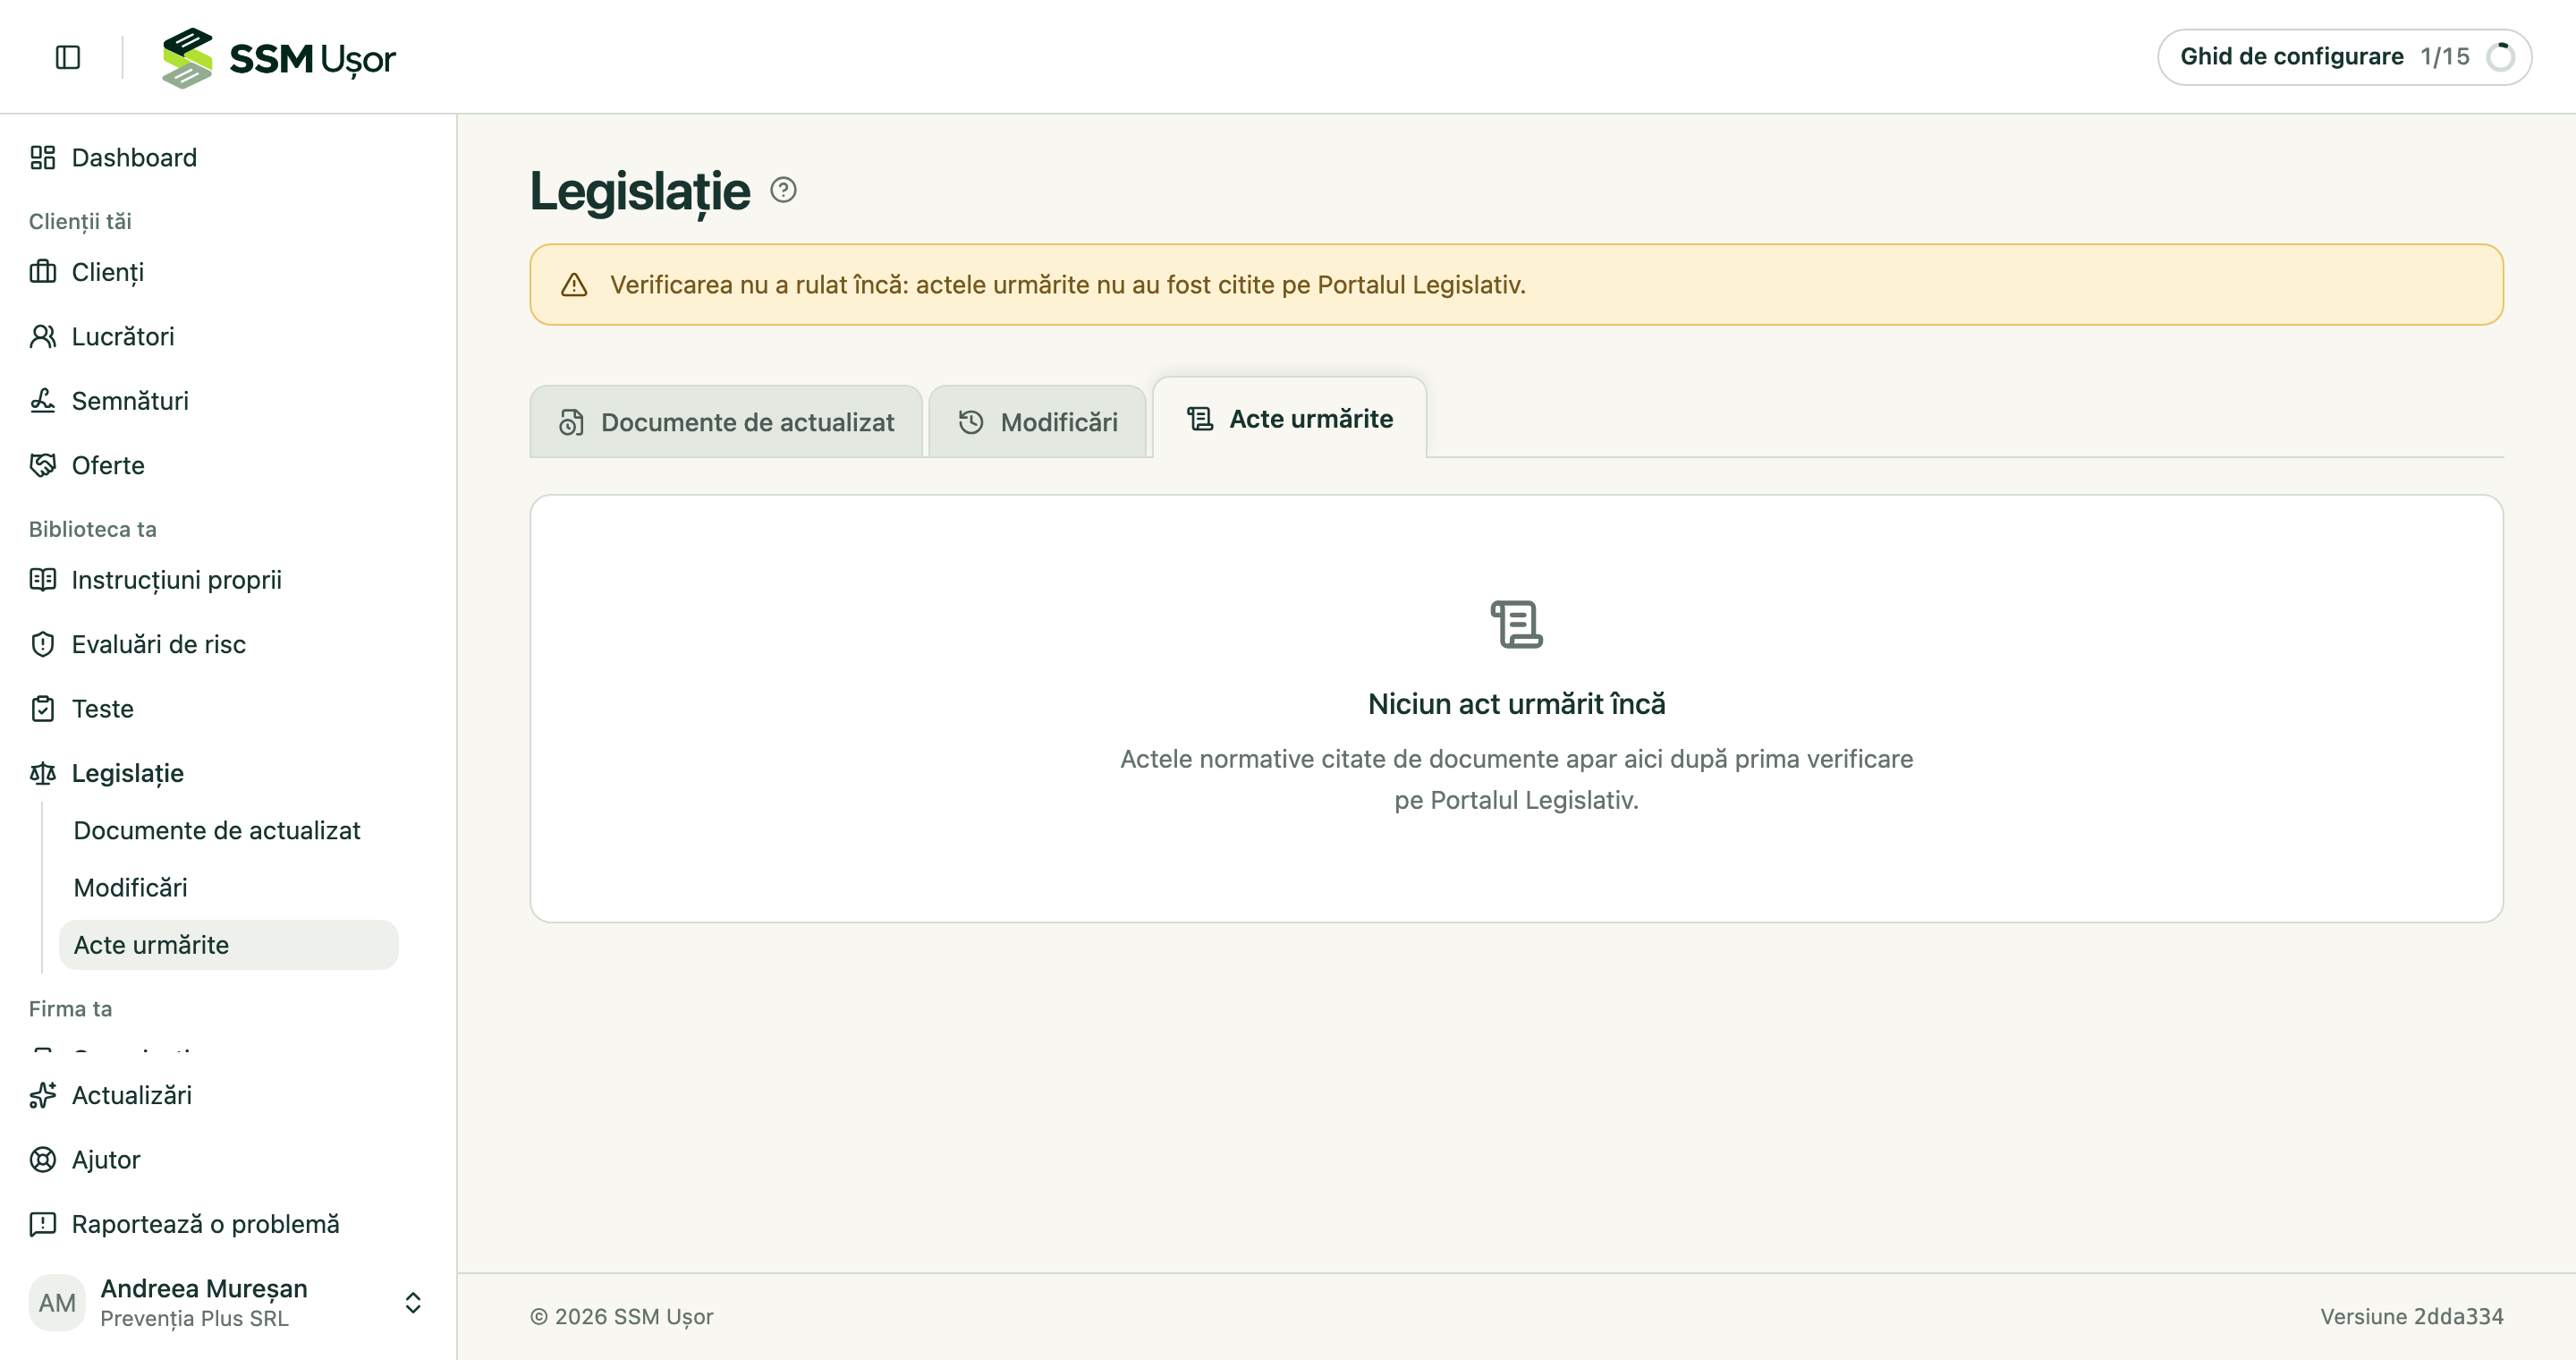 SSM Ușor
Ghid de configurare 1/15
Dashboard
Clienții tăi
Clienți
Lucrători
Semnături
Oferte
Biblioteca ta
Instrucțiuni proprii
Evaluări de risc
Teste
Legislație
Documente de actualizat
Modificări
Acte urmărite
Firma ta
Actualizări
Ajutor
Raportează o problemă
AM
Andreea Mureșan
Prevenția Plus SRL
Legislație
Verificarea nu a rulat încă: actele urmărite nu au fost citite pe Portalul Legislativ.
Documente de actualizat
Modificări
Acte urmărite
Niciun act urmărit încă
Actele normative citate de documente apar aici după prima verificare
pe Portalul Legislativ.
© 2026 SSM Ușor
Versiune 2dda334